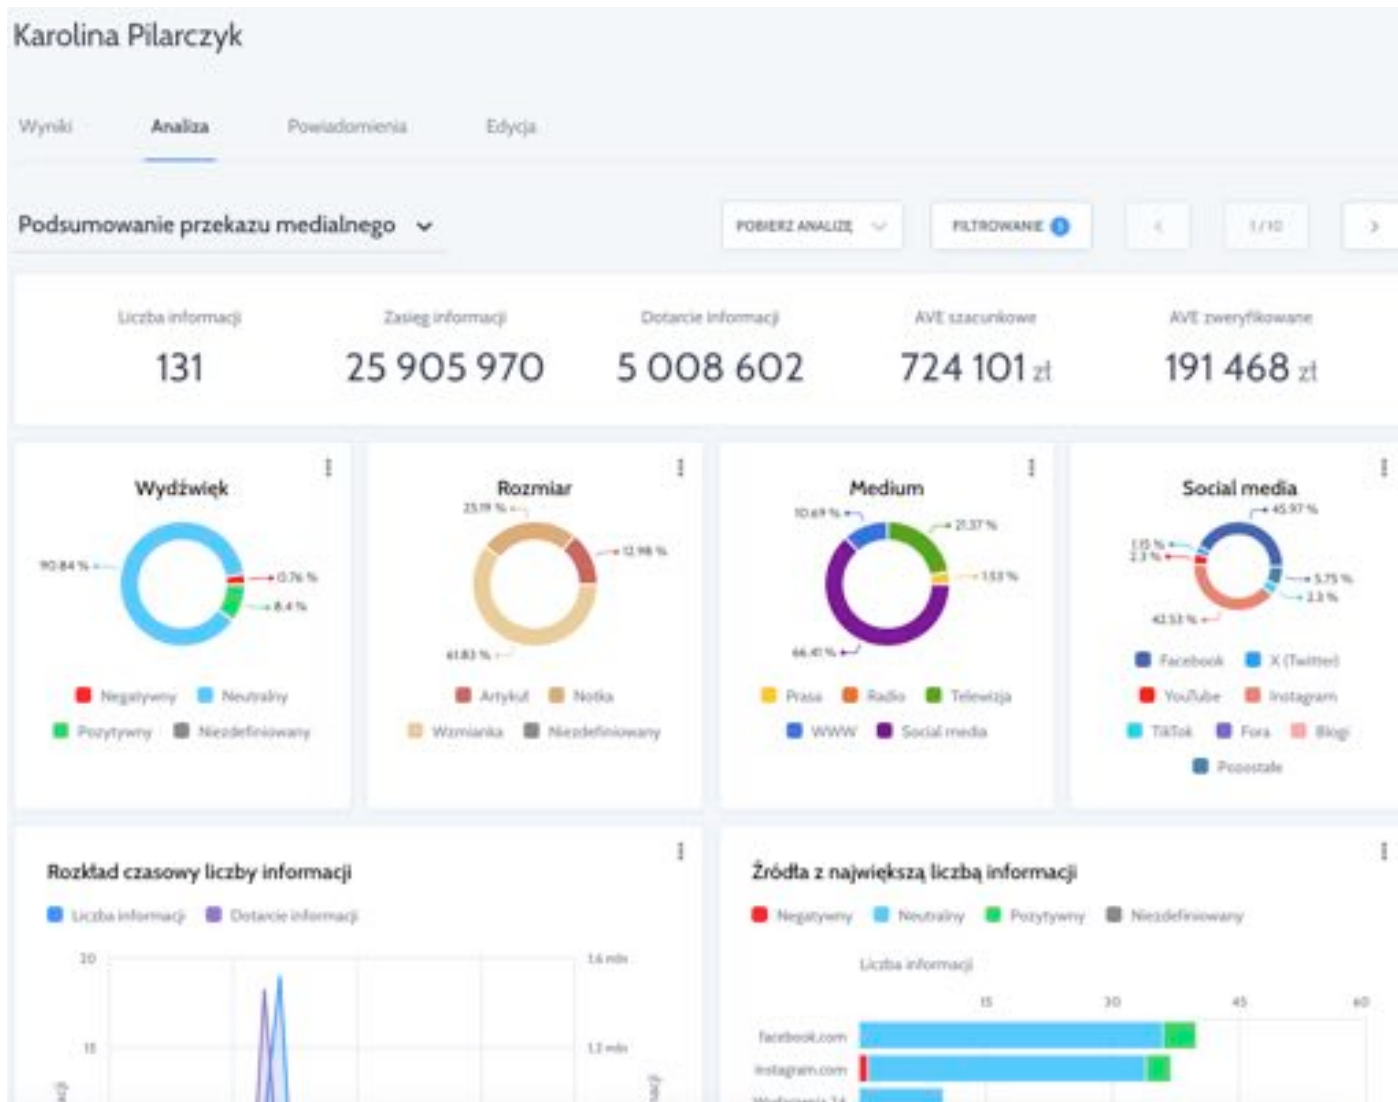 Karolina Pilarczyk
Wyniki Analiza Powiadomienia Edycja
Podsumowanie przekazu medialnego POBIERZ ANALIZĘ FILTROWANIE 1/10
Liczba informacji Zasięg informacji Dotarcie informacji AVE szacunkowe AVE zweryfikowane
131 25 905 970 5 008 602 724 101 zł 191 468 zł
Wydźwięk
90.84 %
0.76 %
8.4 %
Negatywny Neutralny
Pozytywny Niezdefiniowany
Rozmiar
25.19 %
12.98 %
61.83 %
Artykuł Notka
Wzmianka Niezdefiniowany
Medium
10.69 %
21.37 %
1.53 %
66.41 %
Prasa Radio Telewizja
WWW Social media
Social media
45.97 %
1.15 %
2.3 %
5.75 %
2.3 %
42.53 %
Facebook X (Twitter)
YouTube Instagram
TikTok Fora Blogi
Pozostałe
Rozkład czasowy liczby informacji
Liczba informacji Dotarcie informacji
20 1.6 mln
15 1.2 mln
Źródła z największą liczbą informacji
Negatywny Neutralny Pozytywny Niezdefiniowany
Liczba informacji
15 30 45 60
facebook.com
instagram.com